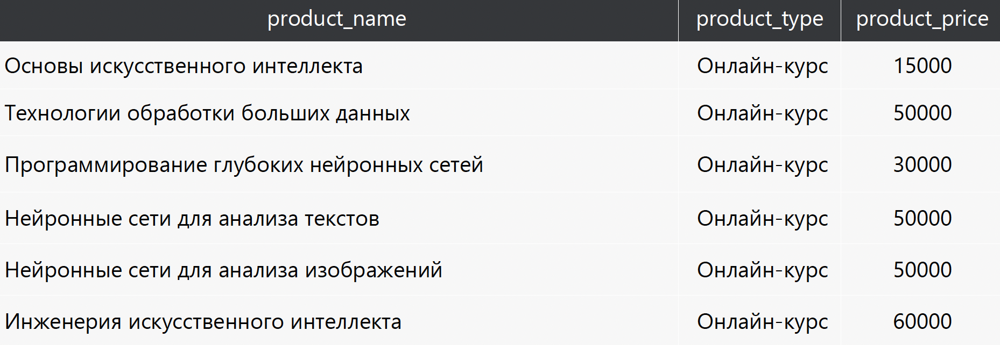 product_name product_type product_price
Основы искусственного интеллекта Онлайн-курс 15000
Технологии обработки больших данных Онлайн-курс 50000
Программирование глубоких нейронных сетей Онлайн-курс 30000
Нейронные сети для анализа текстов Онлайн-курс 50000
Нейронные сети для анализа изображений Онлайн-курс 50000
Инженерия искусственного интеллекта Онлайн-курс 60000